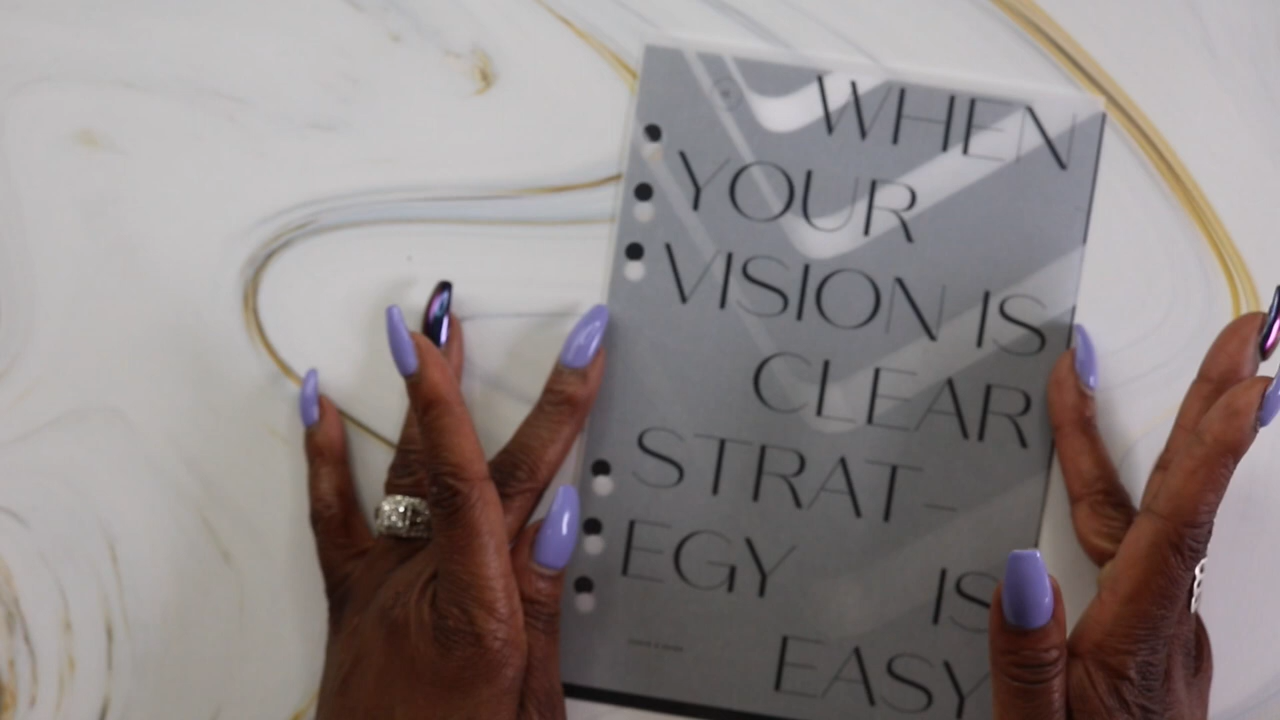 WHEN
YOUR
VISION IS
CLEAR
STRAT-
EGY IS
EASY